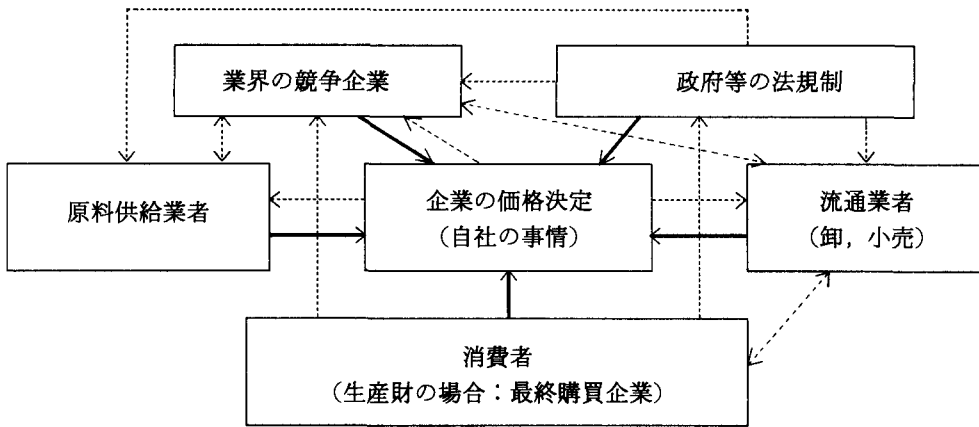 業界の競争企業
政府等の法規制
原料供給業者
企業の価格決定
（自社の事情）
流通業者
（卸，小売）
消費者
（生産財の場合：最終購買企業）